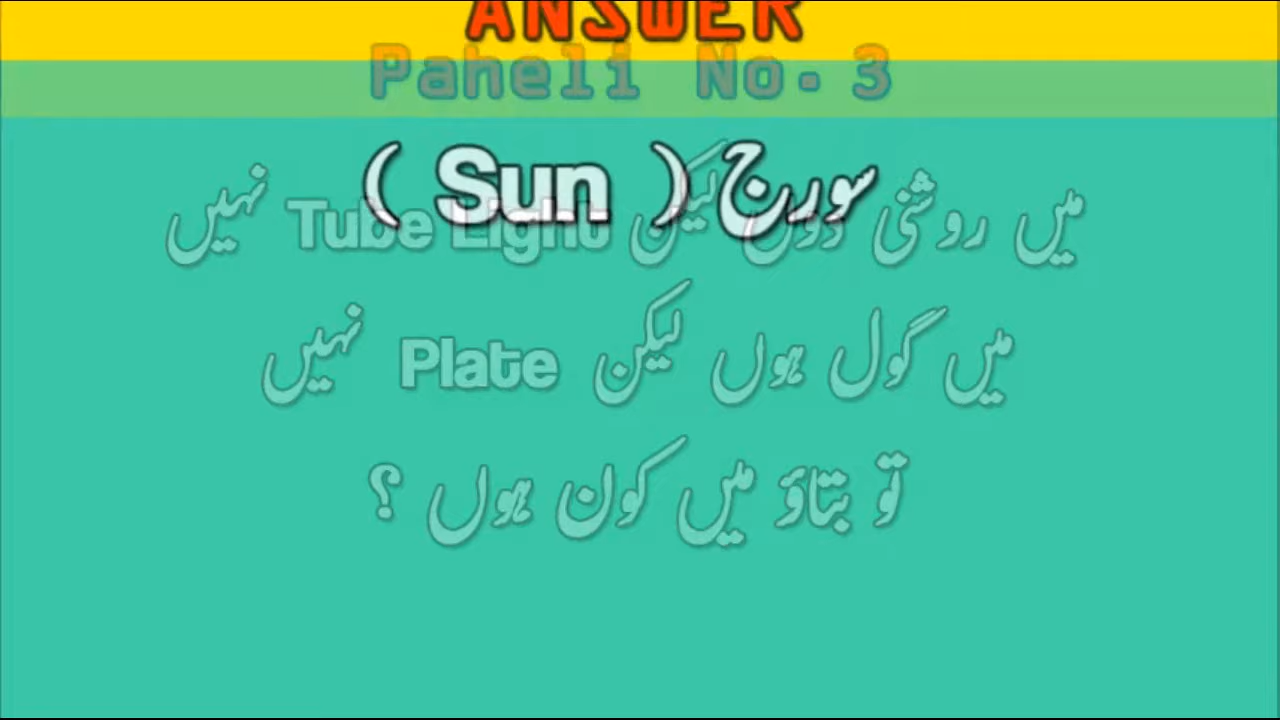 ANSWER
Paheli No. 3
سورج ( Sun )
میں روشنی دوں لیکن Tube Light نہیں
میں گول ہوں لیکن Plate نہیں
تو بتاؤ میں کون ہوں ؟